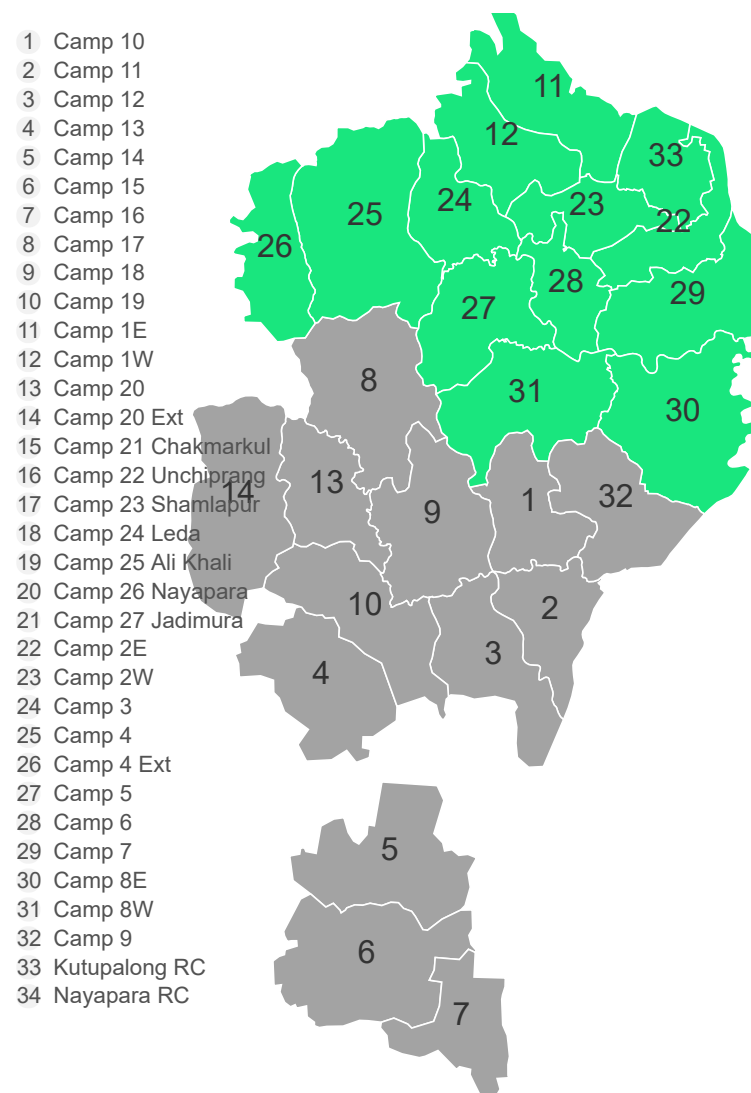 1 Camp 10
2 Camp 11
3 Camp 12
4 Camp 13
5 Camp 14
6 Camp 15
7 Camp 16
8 Camp 17
9 Camp 18
10 Camp 19
11 Camp 1E
12 Camp 1W
13 Camp 20
14 Camp 20 Ext
15 Camp 21 Chakmarkul
16 Camp 22 Unchiprang
17 Camp 23 Shamlapur
18 Camp 24 Leda
19 Camp 25 Ali Khali
20 Camp 26 Nayapara
21 Camp 27 Jadimura
22 Camp 2E
23 Camp 2W
24 Camp 3
25 Camp 4
26 Camp 4 Ext
27 Camp 5
28 Camp 6
29 Camp 7
30 Camp 8E
31 Camp 8W
32 Camp 9
33 Kutupalong RC
34 Nayapara RC
11
12
33
24
23
25
22
26
28
29
27
8
31
30
13
14
9
1
32
10
2
3
4
5
6
7